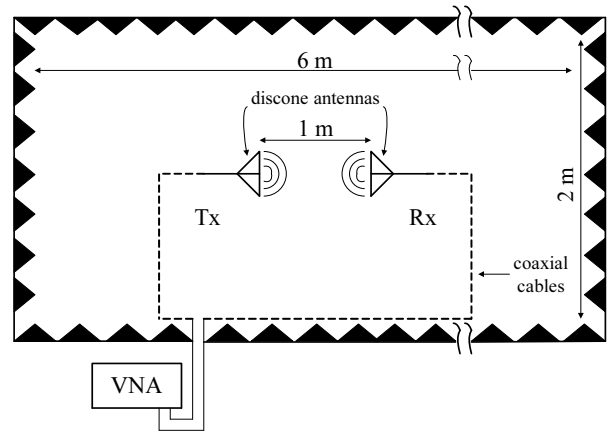 6 m
discone antennas
1 m
2 m
Tx
Rx
coaxial
cables
VNA